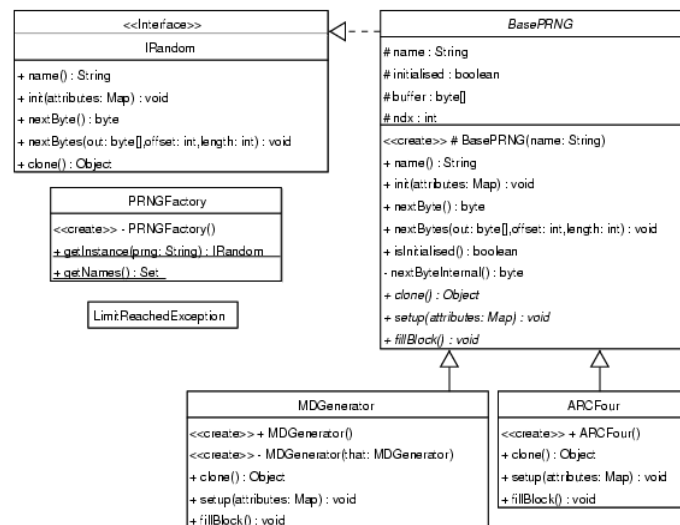 <<Interface>>
IRandom
+ name() : String
+ init(attributes: Map) : void
+ nextByte() : byte
+ nextBytes(out: byte[],offset: int,length: int) : void
+ clone() : Object
PRNGFactory
<<create>> - PRNGFactory()
+ getInstance(prng: String) : IRandom
+ getNames() : Set
LimitReachedException
BasePRNG
# name : String
# initialised : boolean
# buffer : byte[]
# ndx : int
<<create>> # BasePRNG(name: String)
+ name() : String
+ init(attributes: Map) : void
+ nextByte() : byte
+ nextBytes(out: byte[],offset: int,length: int) : void
+ isInitialised() : boolean
- nextByteInternal() : byte
+ clone() : Object
+ setup(attributes: Map) : void
+ fillBlock() : void
MDGenerator
<<create>> + MDGenerator()
<<create>> - MDGenerator(that: MDGenerator)
+ clone() : Object
+ setup(attributes: Map) : void
+ fillBlock() : void
ARCFour
<<create>> + ARCFour()
+ clone() : Object
+ setup(attributes: Map) : void
+ fillBlock() : void